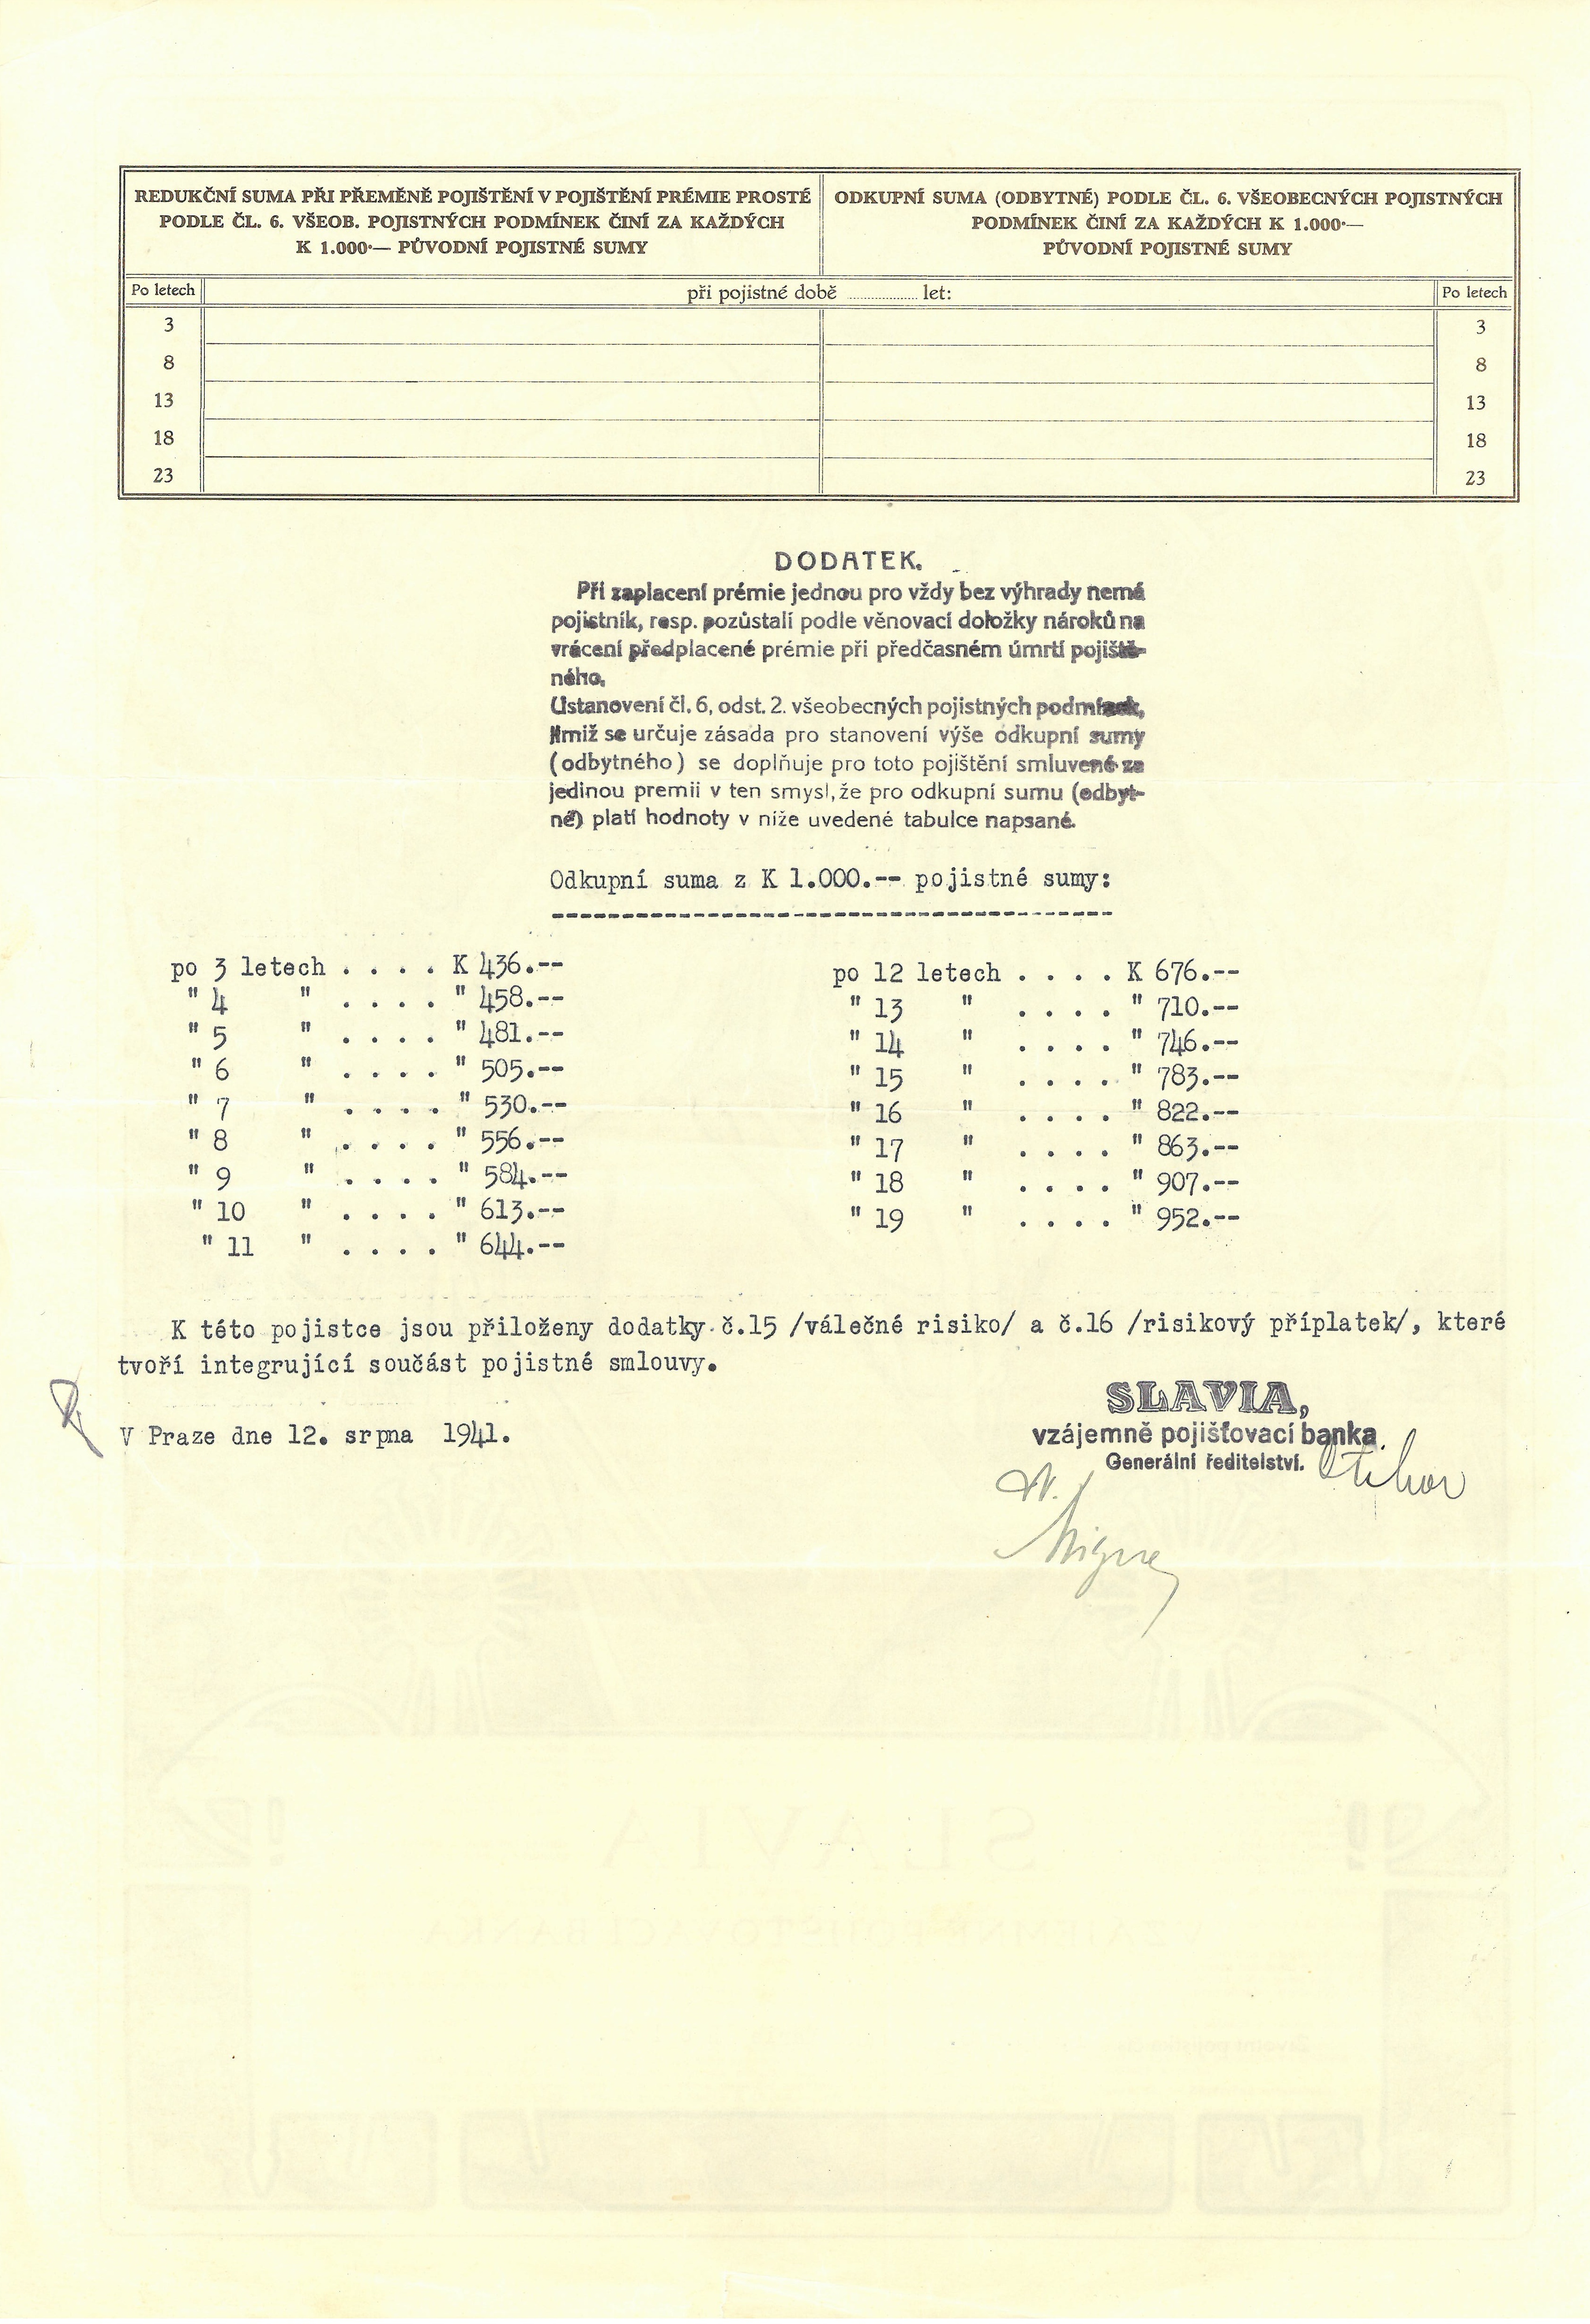 REDUKČNÍ SUMA PŘI PŘEMĚNĚ POJIŠTĚNÍ V POJIŠTĚNÍ PRÉMIE PROSTÉ
PODLE ČL. 6. VŠEOB. POJISTNÝCH PODMÍNEK ČINÍ ZA KAŽDÝCH
K 1.000·— PŮVODNÍ POJISTNÉ SUMY
ODKUPNÍ SUMA (ODBYTNÉ) PODLE ČL. 6. VŠEOBECNÝCH POJISTNÝCH
PODMÍNEK ČINÍ ZA KAŽDÝCH K 1.000·—
PŮVODNÍ POJISTNÉ SUMY
Po letech při pojistné době ................ let: Po letech
3 3
8 8
13 13
18 18
23 23
DODATEK.
Při zaplacení prémie jednou pro vždy bez výhrady nemá
pojistník, resp. pozůstalí podle věnovací doložky nároků na
vrácení předplacené prémie při předčasném úmrtí pojiště-
ného.
Ustanovení čl. 6, odst. 2. všeobecných pojistných podmínek,
jímiž se určuje zásada pro stanovení výše odkupní sumy
(odbytného) se doplňuje pro toto pojištění smluvené za
jedinou premii v ten smysl, že pro odkupní sumu (odbyt-
né) platí hodnoty v níže uvedené tabulce napsané.
Odkupní suma z K 1.000.-- pojistné sumy:
----------------------------------------
po 3 letech . . . . K 436.-- po 12 letech . . . . K 676.--
" 4 " . . . . " 458.-- " 13 " . . . . " 710.--
" 5 " . . . . " 481.-- " 14 " . . . . " 746.--
" 6 " . . . . " 505.-- " 15 " . . . . " 783.--
" 7 " . . . . " 530.-- " 16 " . . . . " 822.--
" 8 " . . . . " 556.-- " 17 " . . . . " 863.--
" 9 " . . . . " 584.-- " 18 " . . . . " 907.--
" 10 " . . . . " 613.-- " 19 " . . . . " 952.--
" 11 " . . . . " 644.--
K této pojistce jsou přiloženy dodatky č.15 /válečné risiko/ a č.16 /risikový příplatek/, které
tvoří integrující součást pojistné smlouvy.
V Praze dne 12. srpna 1941.
SLAVIA,
vzájemně pojišťovací banka.
Generální ředitelství.